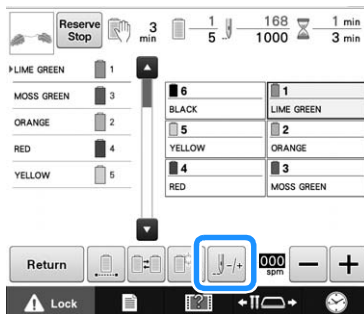 Reserve
Stop
3
min
1
5
168
1000
1 min
3 min
LIME GREEN 1
MOSS GREEN 3
ORANGE 2
RED 4
YELLOW 5
6
BLACK
1
LIME GREEN
5
YELLOW
2
ORANGE
4
RED
3
MOSS GREEN
Return
-/+
000
spm
− +
Lock
?